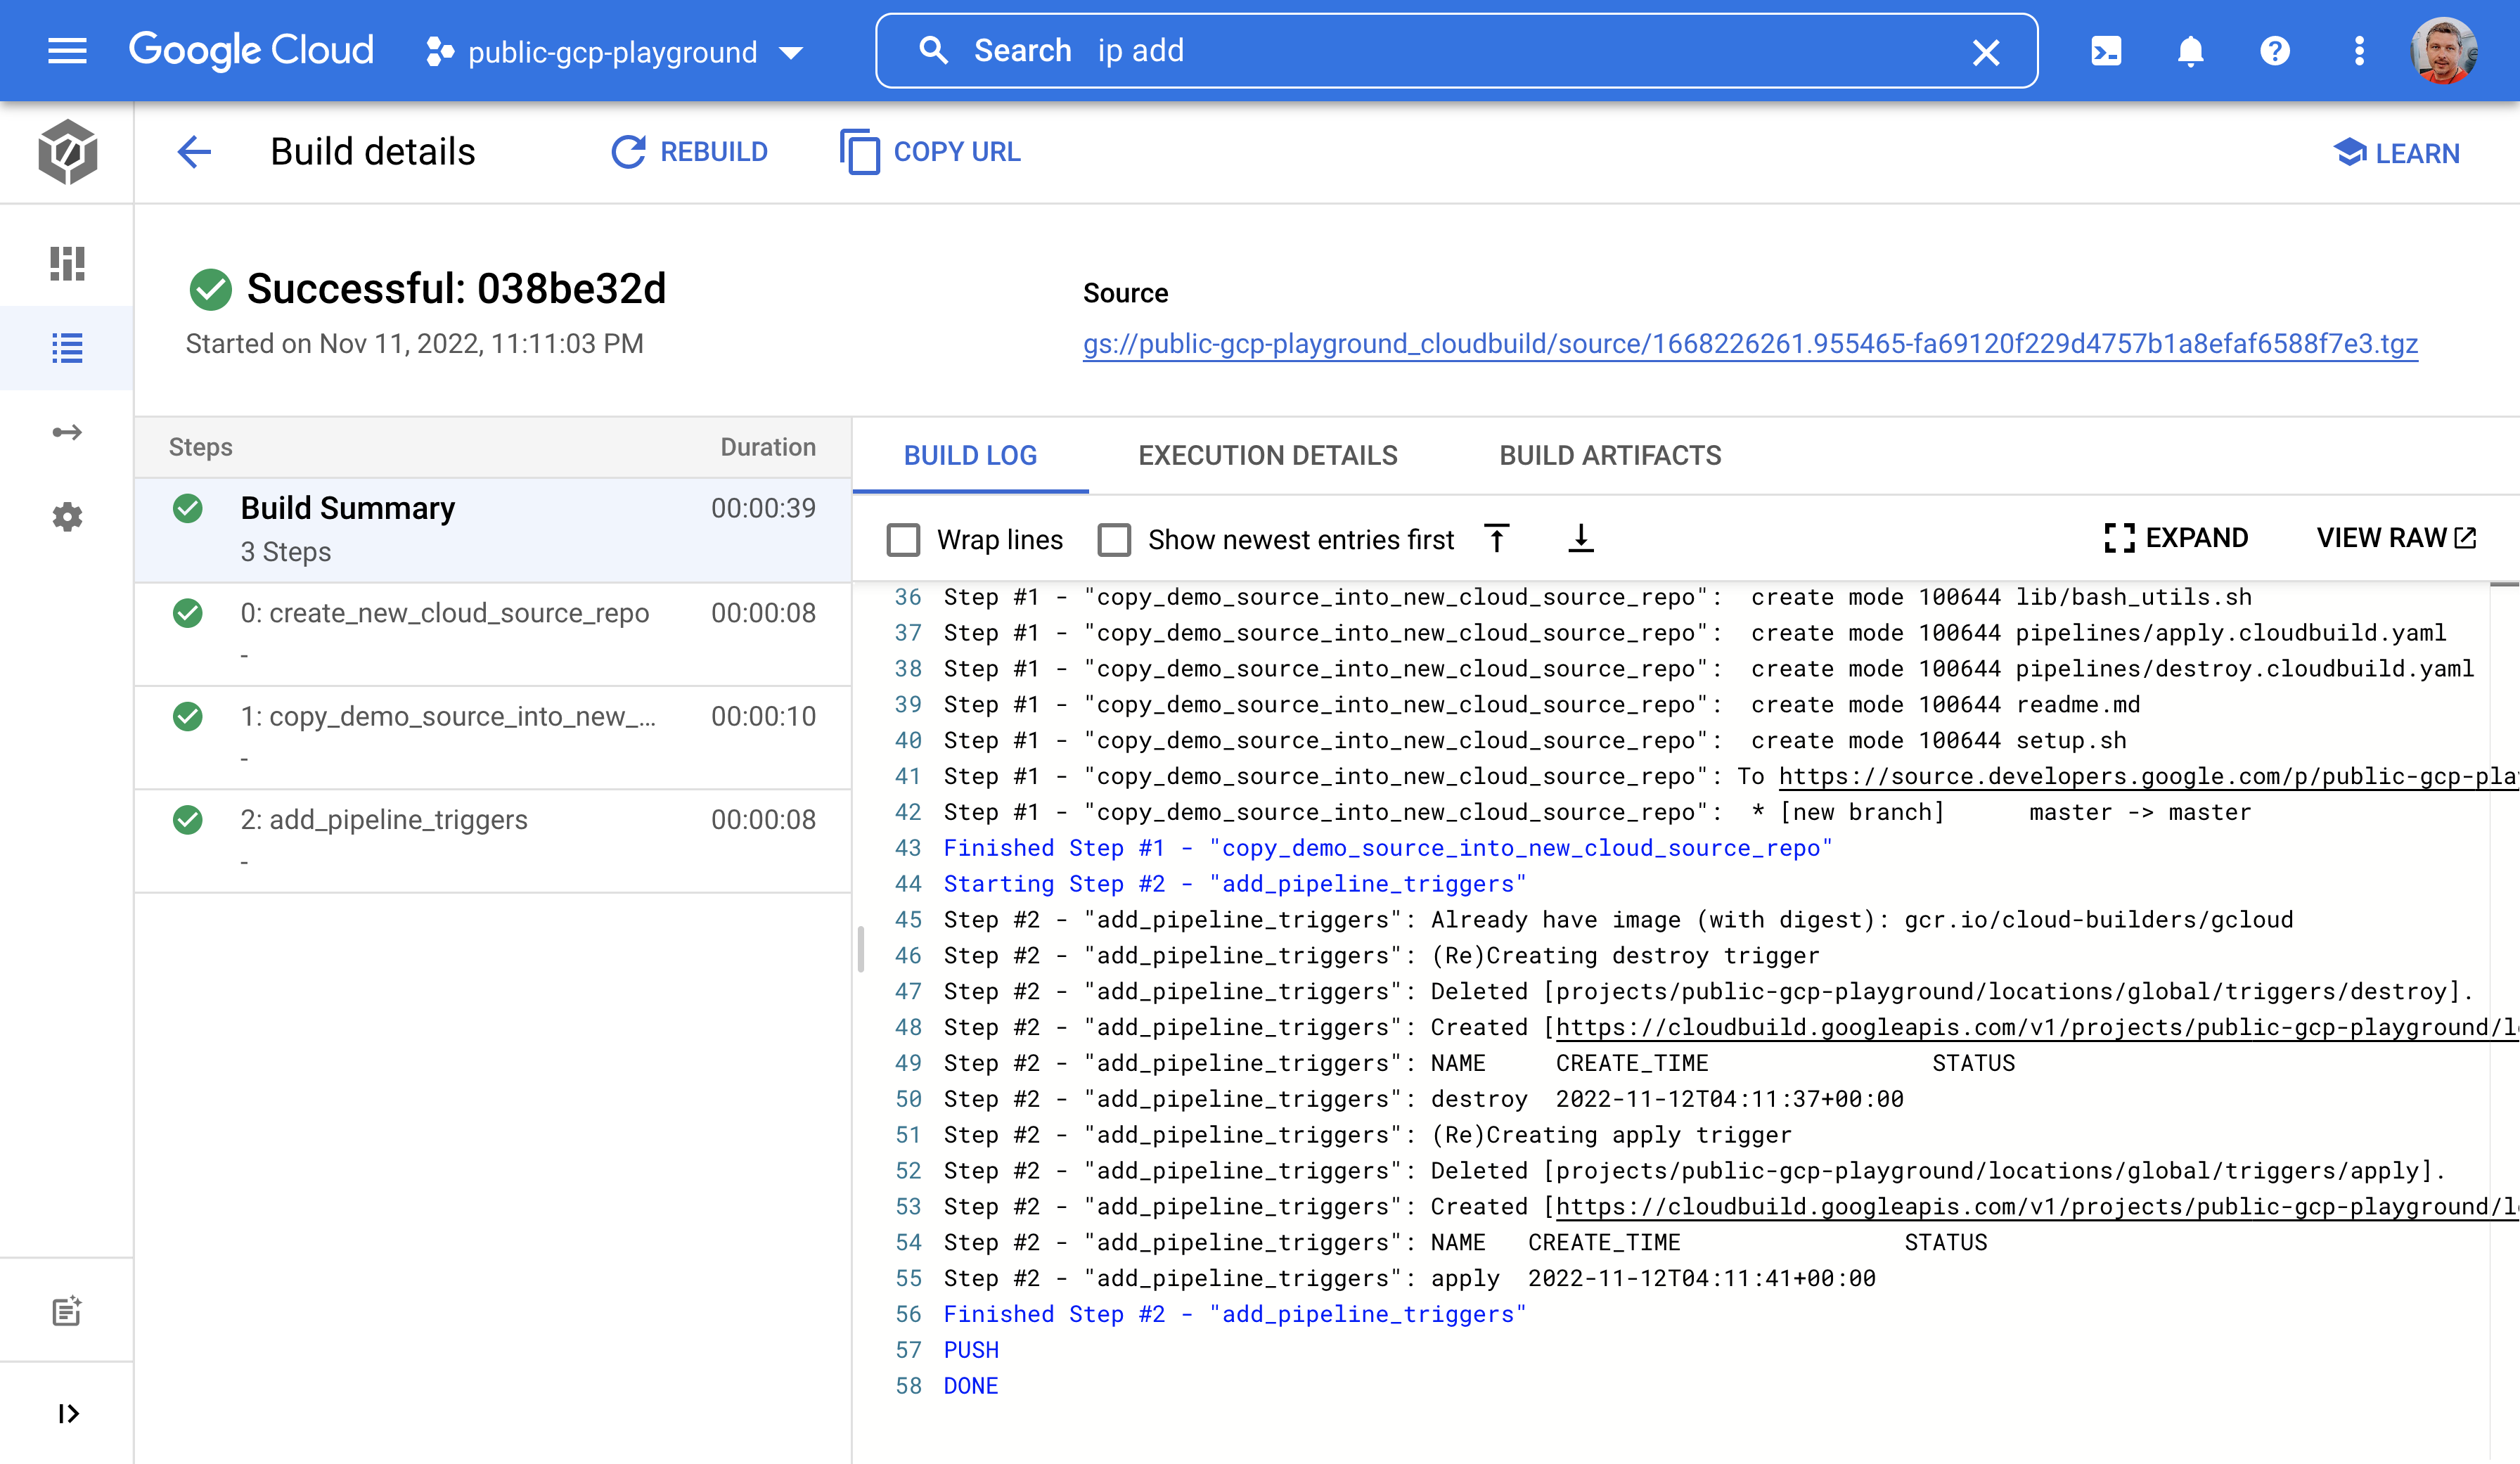 Google Cloud public-gcp-playground Search ip add
Build details REBUILD COPY URL LEARN
Successful: 038be32d
Started on Nov 11, 2022, 11:11:03 PM
Source
gs://public-gcp-playground_cloudbuild/source/1668226261.955465-fa69120f229d4757b1a8efaf6588f7e3.tgz
Steps Duration
Build Summary 00:00:39
3 Steps
0: create_new_cloud_source_repo 00:00:08
-
1: copy_demo_source_into_new_... 00:00:10
-
2: add_pipeline_triggers 00:00:08
-
BUILD LOG EXECUTION DETAILS BUILD ARTIFACTS
Wrap lines Show newest entries first EXPAND VIEW RAW
36 Step #1 - "copy_demo_source_into_new_cloud_source_repo":  create mode 100644 lib/bash_utils.sh
37 Step #1 - "copy_demo_source_into_new_cloud_source_repo":  create mode 100644 pipelines/apply.cloudbuild.yaml
38 Step #1 - "copy_demo_source_into_new_cloud_source_repo":  create mode 100644 pipelines/destroy.cloudbuild.yaml
39 Step #1 - "copy_demo_source_into_new_cloud_source_repo":  create mode 100644 readme.md
40 Step #1 - "copy_demo_source_into_new_cloud_source_repo":  create mode 100644 setup.sh
41 Step #1 - "copy_demo_source_into_new_cloud_source_repo": To https://source.developers.google.com/p/public-gcp-pla
42 Step #1 - "copy_demo_source_into_new_cloud_source_repo":  * [new branch]      master -> master
43 Finished Step #1 - "copy_demo_source_into_new_cloud_source_repo"
44 Starting Step #2 - "add_pipeline_triggers"
45 Step #2 - "add_pipeline_triggers": Already have image (with digest): gcr.io/cloud-builders/gcloud
46 Step #2 - "add_pipeline_triggers": (Re)Creating destroy trigger
47 Step #2 - "add_pipeline_triggers": Deleted [projects/public-gcp-playground/locations/global/triggers/destroy].
48 Step #2 - "add_pipeline_triggers": Created [https://cloudbuild.googleapis.com/v1/projects/public-gcp-playground/l
49 Step #2 - "add_pipeline_triggers": NAME     CREATE_TIME                STATUS
50 Step #2 - "add_pipeline_triggers": destroy  2022-11-12T04:11:37+00:00
51 Step #2 - "add_pipeline_triggers": (Re)Creating apply trigger
52 Step #2 - "add_pipeline_triggers": Deleted [projects/public-gcp-playground/locations/global/triggers/apply].
53 Step #2 - "add_pipeline_triggers": Created [https://cloudbuild.googleapis.com/v1/projects/public-gcp-playground/l
54 Step #2 - "add_pipeline_triggers": NAME   CREATE_TIME                STATUS
55 Step #2 - "add_pipeline_triggers": apply  2022-11-12T04:11:41+00:00
56 Finished Step #2 - "add_pipeline_triggers"
57 PUSH
58 DONE